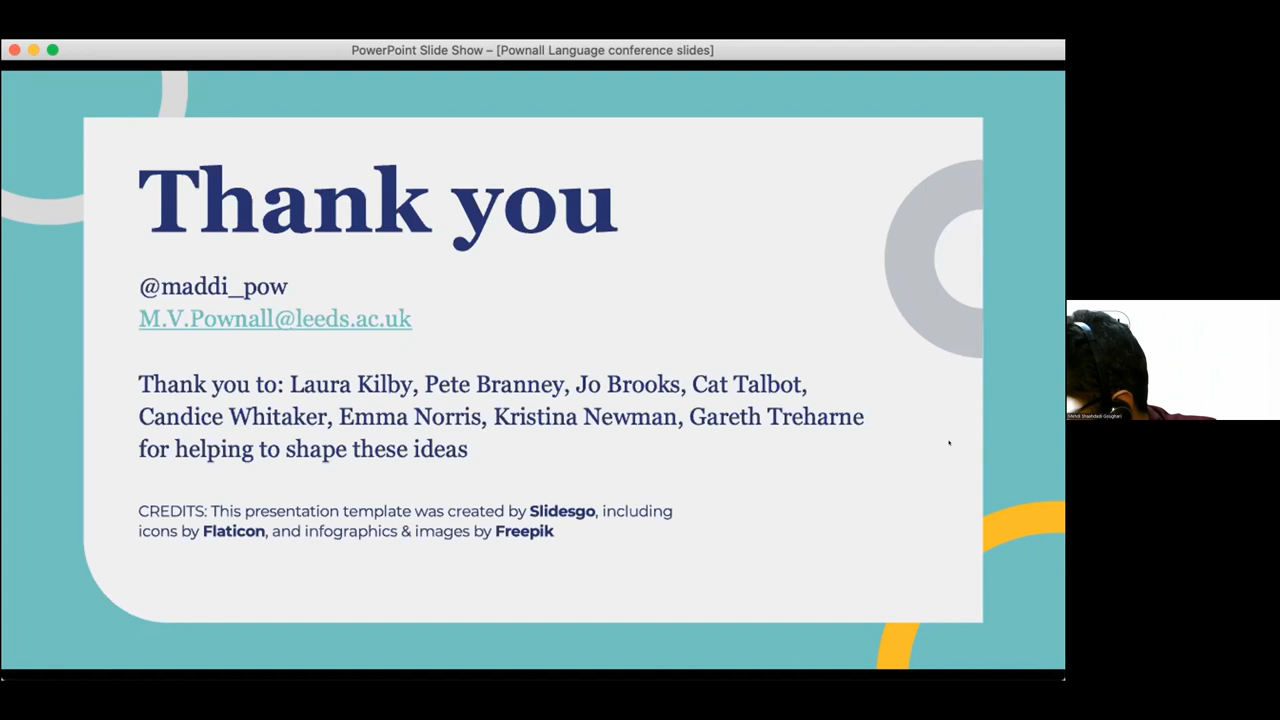 PowerPoint Slide Show – [Pownall Language conference slides]
Thank you
@maddi_pow
M.V.Pownall@leeds.ac.uk
Thank you to: Laura Kilby, Pete Branney, Jo Brooks, Cat Talbot,
Candice Whitaker, Emma Norris, Kristina Newman, Gareth Treharne
for helping to shape these ideas
CREDITS: This presentation template was created by Slidesgo, including
icons by Flaticon, and infographics & images by Freepik